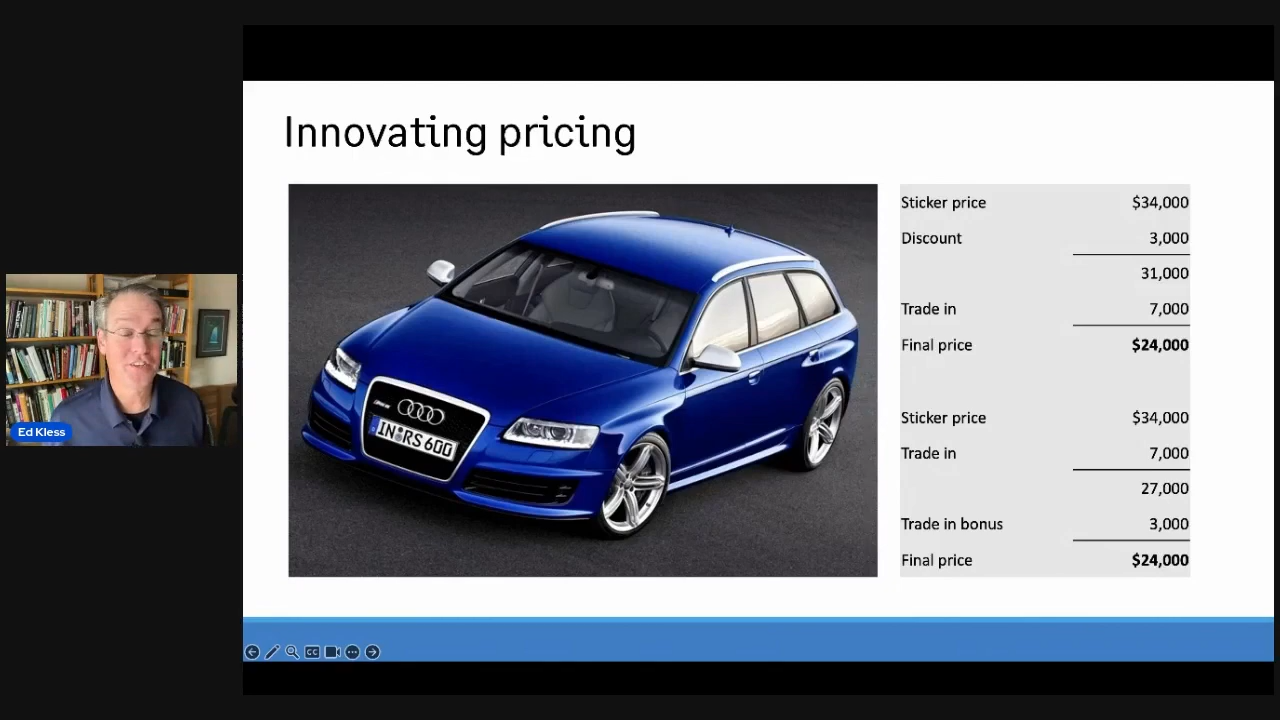 Innovating pricing
Sticker price $34,000
Discount 3,000
31,000
Trade in 7,000
Final price $24,000
Sticker price $34,000
Trade in 7,000
27,000
Trade in bonus 3,000
Final price $24,000
IN RS 600
Ed Kless
CC